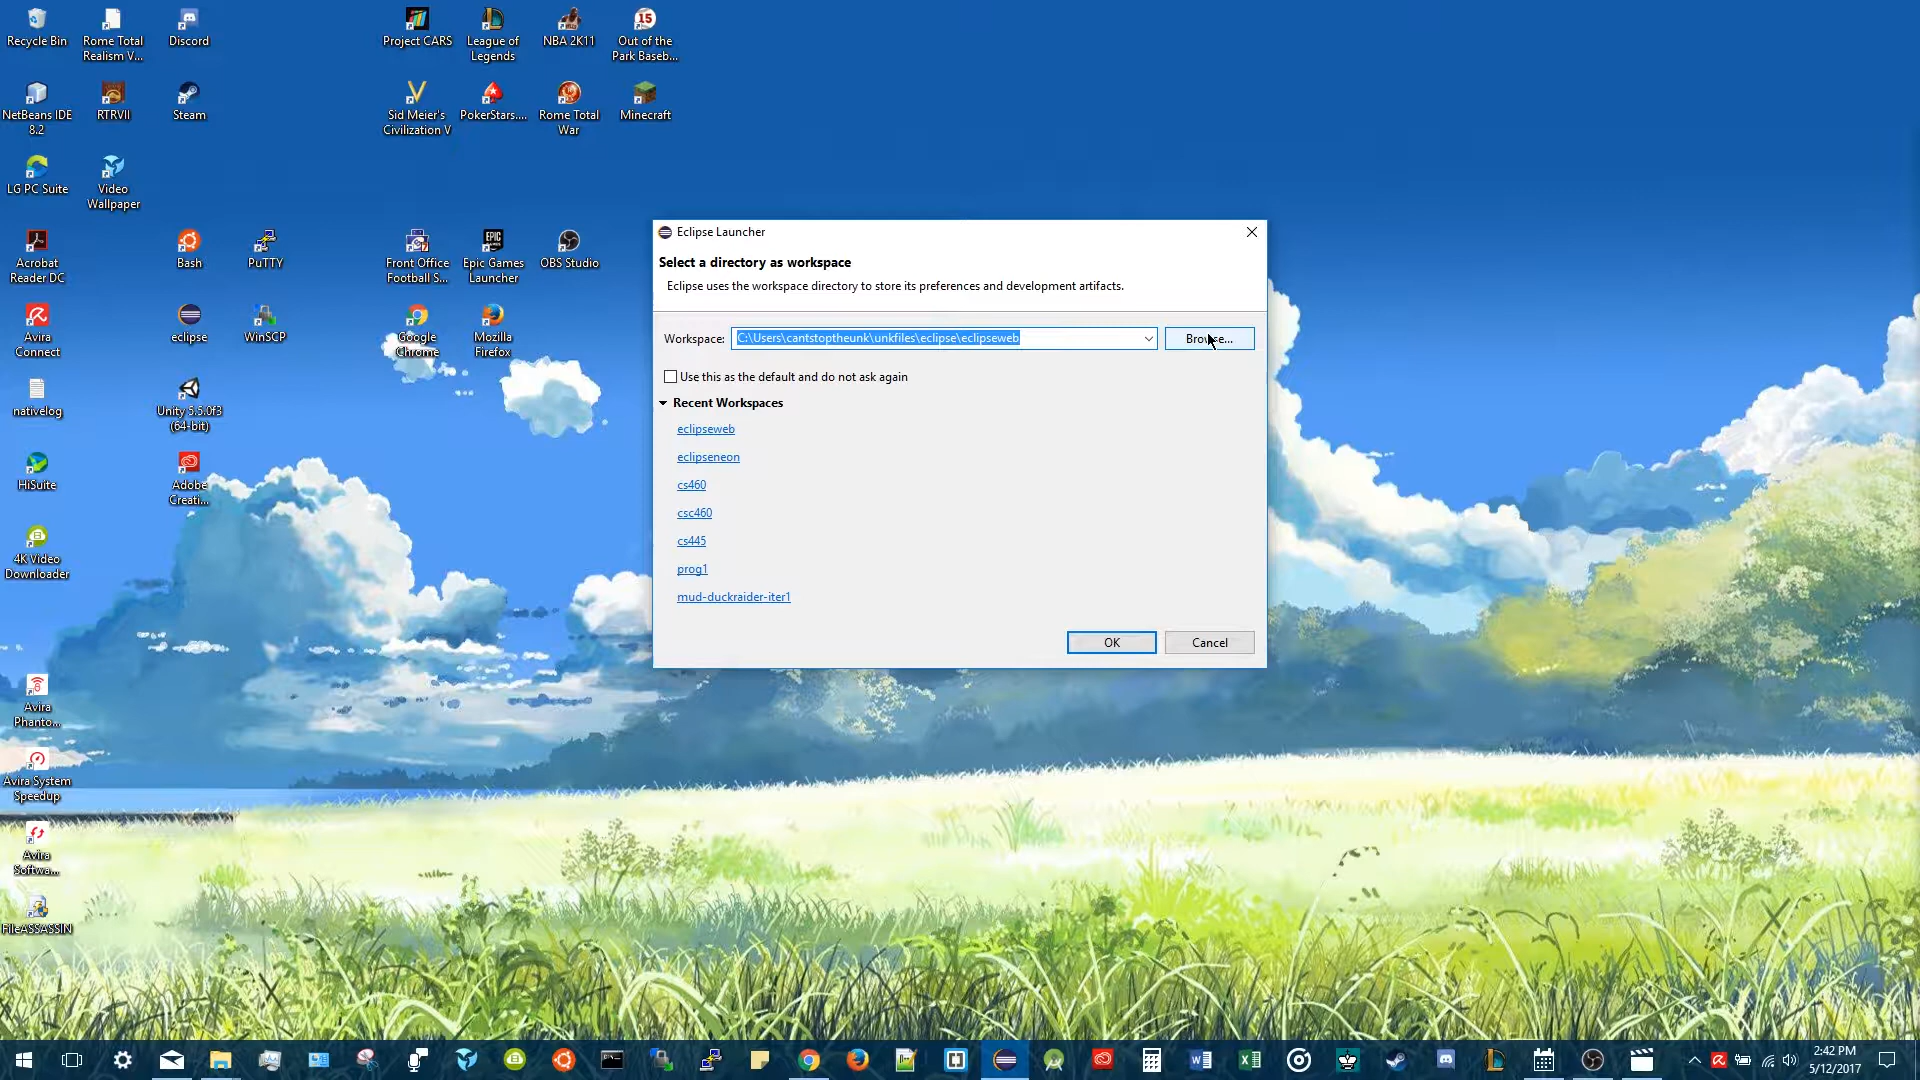 Recycle Bin
Rome Total
Realism V...
Discord
Project CARS
League of
Legends
NBA 2K11
15
Out of the
Park Baseb...
NetBeans IDE
8.2
RTRVII
Steam
Sid Meier's
Civilization V
PokerStars....
Rome Total
War
Minecraft
LG PC Suite
Video
Wallpaper
Acrobat
Reader DC
Bash
PuTTY
Front Office
Football S...
EPIC
GAMES
Epic Games
Launcher
OBS Studio
Avira
Connect
eclipse
WinSCP
Google
Chrome
Mozilla
Firefox
nativelog
Unity 5.5.0f3
(64-bit)
HiSuite
Adobe
Creati...
4K Video
Downloader
Avira
Phanto...
Avira System
Speedup
Avira
Softwa...
FileASSASSIN
Eclipse Launcher
Select a directory as workspace
Eclipse uses the workspace directory to store its preferences and development artifacts.
Workspace:
C:\Users\cantstoptheunk\unkfiles\eclipse\eclipseweb
Browse...
Use this as the default and do not ask again
Recent Workspaces
eclipseweb
eclipseneon
cs460
csc460
cs445
prog1
mud-duckraider-iter1
OK
Cancel
2:42 PM
5/12/2017